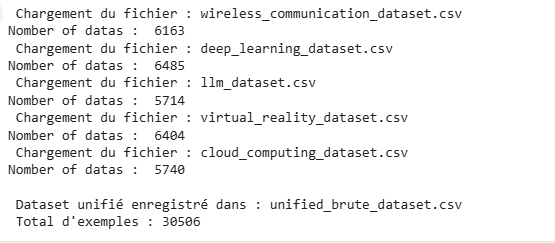 Chargement du fichier : wireless_communication_dataset.csv
Nomber of datas :  6163
Chargement du fichier : deep_learning_dataset.csv
Nomber of datas :  6485
Chargement du fichier : llm_dataset.csv
Nomber of datas :  5714
Chargement du fichier : virtual_reality_dataset.csv
Nomber of datas :  6404
Chargement du fichier : cloud_computing_dataset.csv
Nomber of datas :  5740
Dataset unifié enregistré dans : unified_brute_dataset.csv
Total d'exemples : 30506